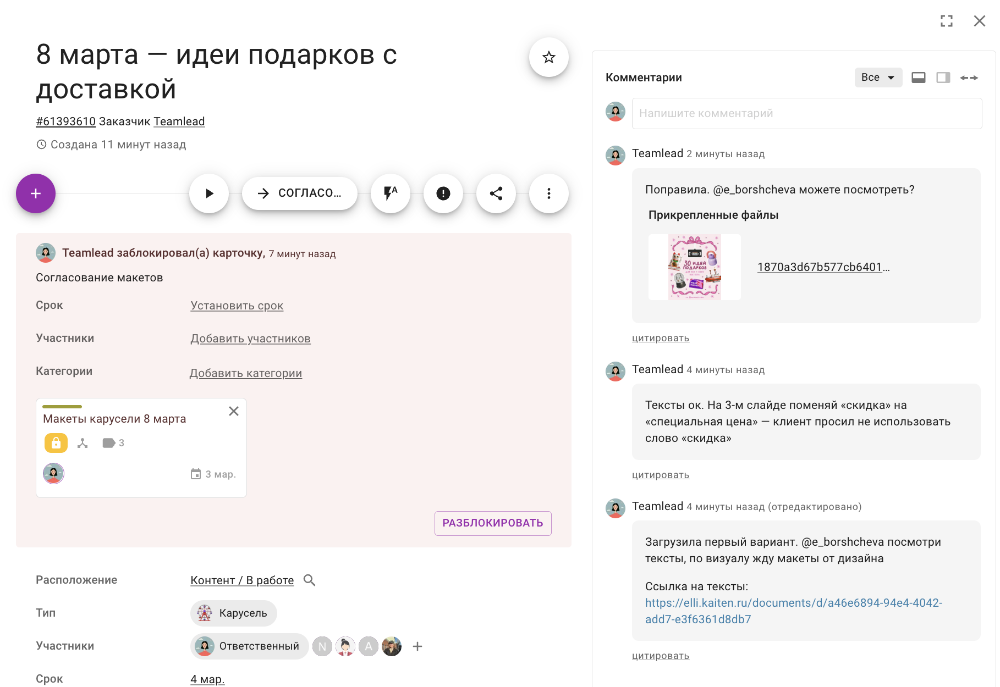 8 марта — идеи подарков с
доставкой
#61393610 Заказчик Teamlead
Создана 11 минут назад
СОГЛАСО...
Teamlead заблокировал(а) карточку, 7 минут назад
Согласование макетов
Срок Установить срок
Участники Добавить участников
Категории Добавить категории
Макеты карусели 8 марта
3
3 мар.
РАЗБЛОКИРОВАТЬ
Расположение Контент / В работе
Тип Карусель
Участники Ответственный N A
Срок 4 мар.
Комментарии Все
Напишите комментарий
Teamlead 2 минуты назад
Поправила. @e_borshcheva можете посмотреть?
Прикрепленные файлы
30 ИДЕЙ
ПОДАРКОВ
1870a3d67b577cb6401...
цитировать
Teamlead 4 минуты назад
Тексты ок. На 3-м слайде поменяй «скидка» на
«специальная цена» — клиент просил не использовать
слово «скидка»
цитировать
Teamlead 4 минуты назад (отредактировано)
Загрузила первый вариант. @e_borshcheva посмотри
тексты, по визуалу жду макеты от дизайна
Ссылка на тексты:
https://elli.kaiten.ru/documents/d/a46e6894-94e4-4042-
add7-e3f6361d8db7
цитировать